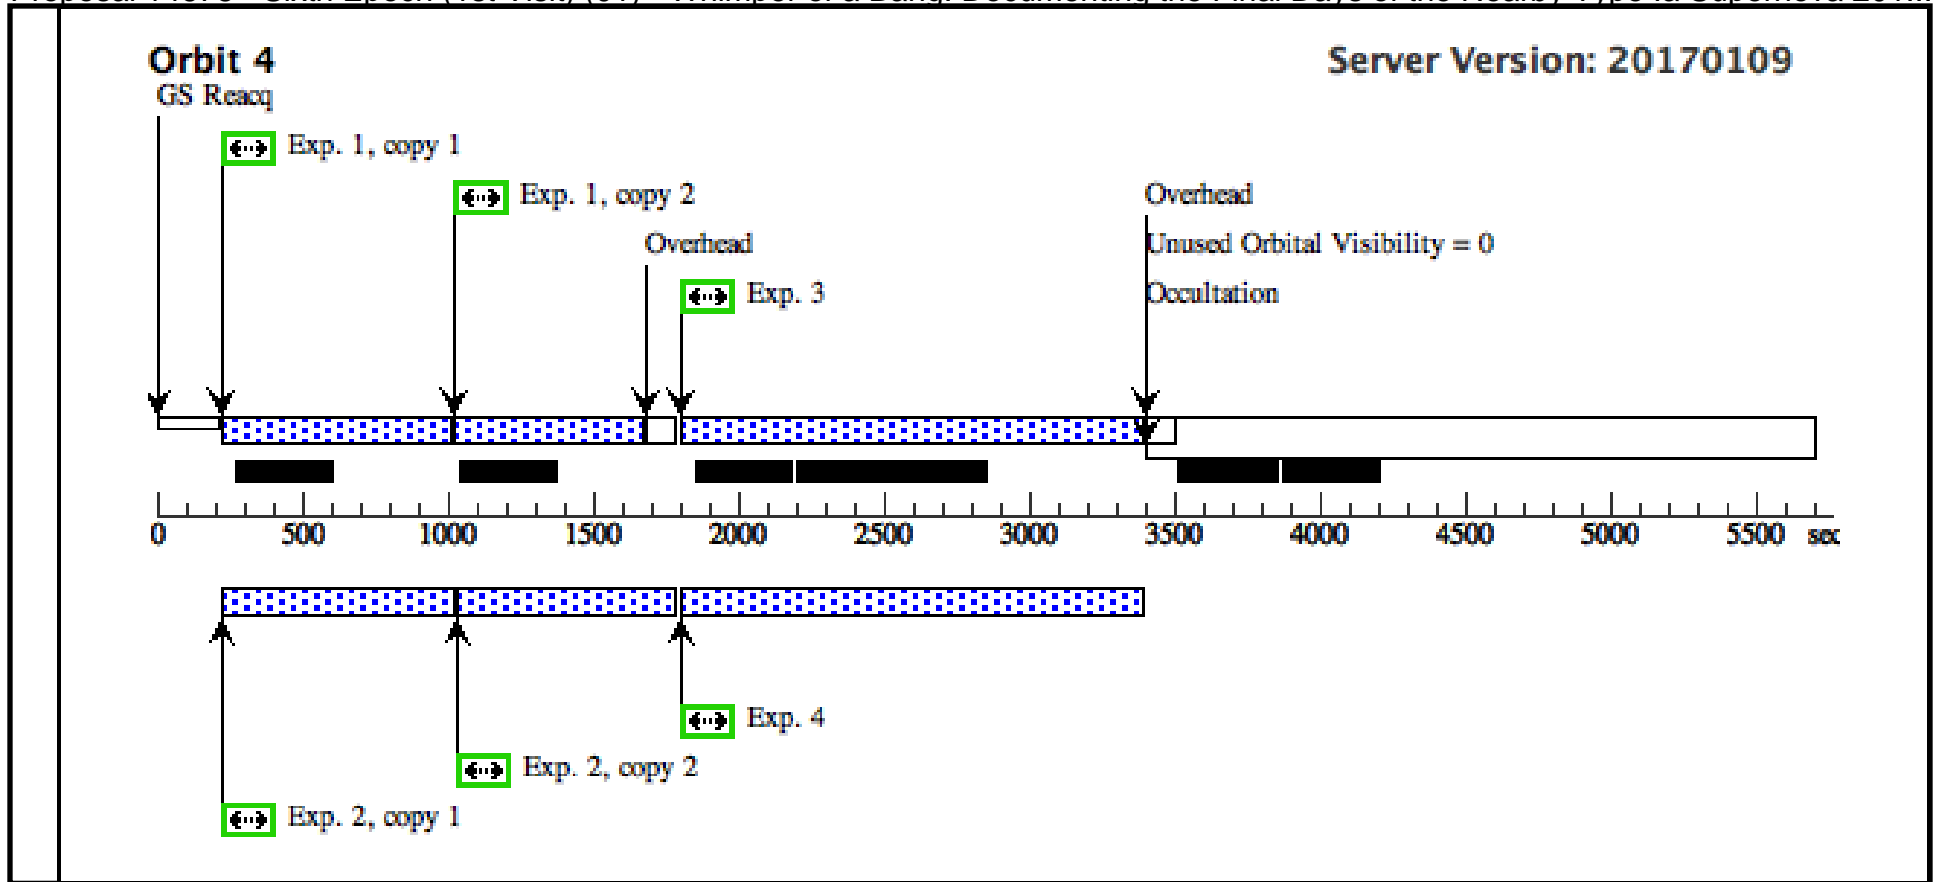 Orbit 4
Server Version: 20170109
GS Reacq
Exp. 1, copy 1
Exp. 1, copy 2
Overhead
Overhead
Unused Orbital Visibility = 0
Exp. 3
Occultation
0 500 1000 1500 2000 2500 3000 3500 4000 4500 5000 5500 sec
Exp. 4
Exp. 2, copy 2
Exp. 2, copy 1